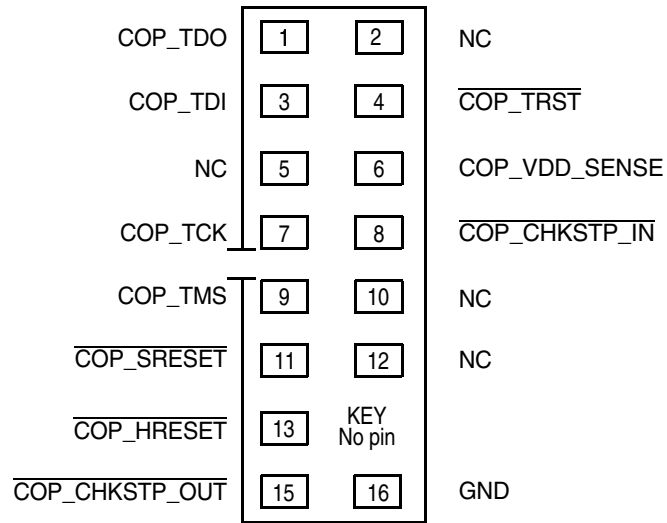 COP_TDO 1 2 NC
COP_TDI 3 4 COP_TRST
NC 5 6 COP_VDD_SENSE
COP_TCK 7 8 COP_CHKSTP_IN
COP_TMS 9 10 NC
COP_SRESET 11 12 NC
COP_HRESET 13 KEY
No pin
COP_CHKSTP_OUT 15 16 GND